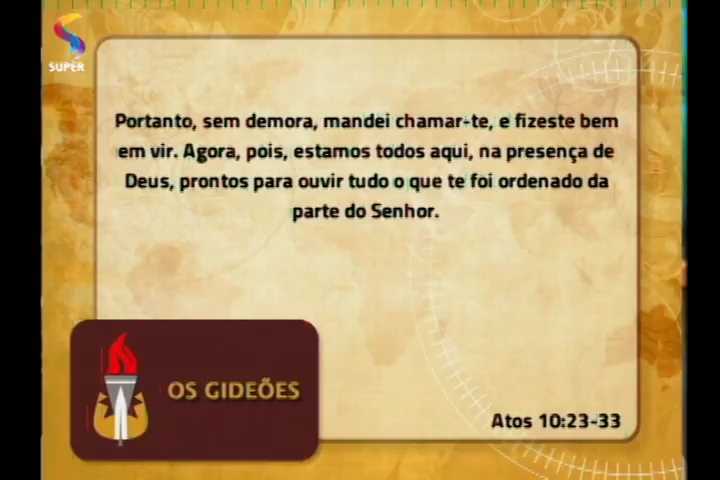 SUPER
Portanto, sem demora, mandei chamar-te, e fizeste bem
em vir. Agora, pois, estamos todos aqui, na presença de
Deus, prontos para ouvir tudo o que te foi ordenado da
parte do Senhor.
OS GIDEÕES
Atos 10:23-33